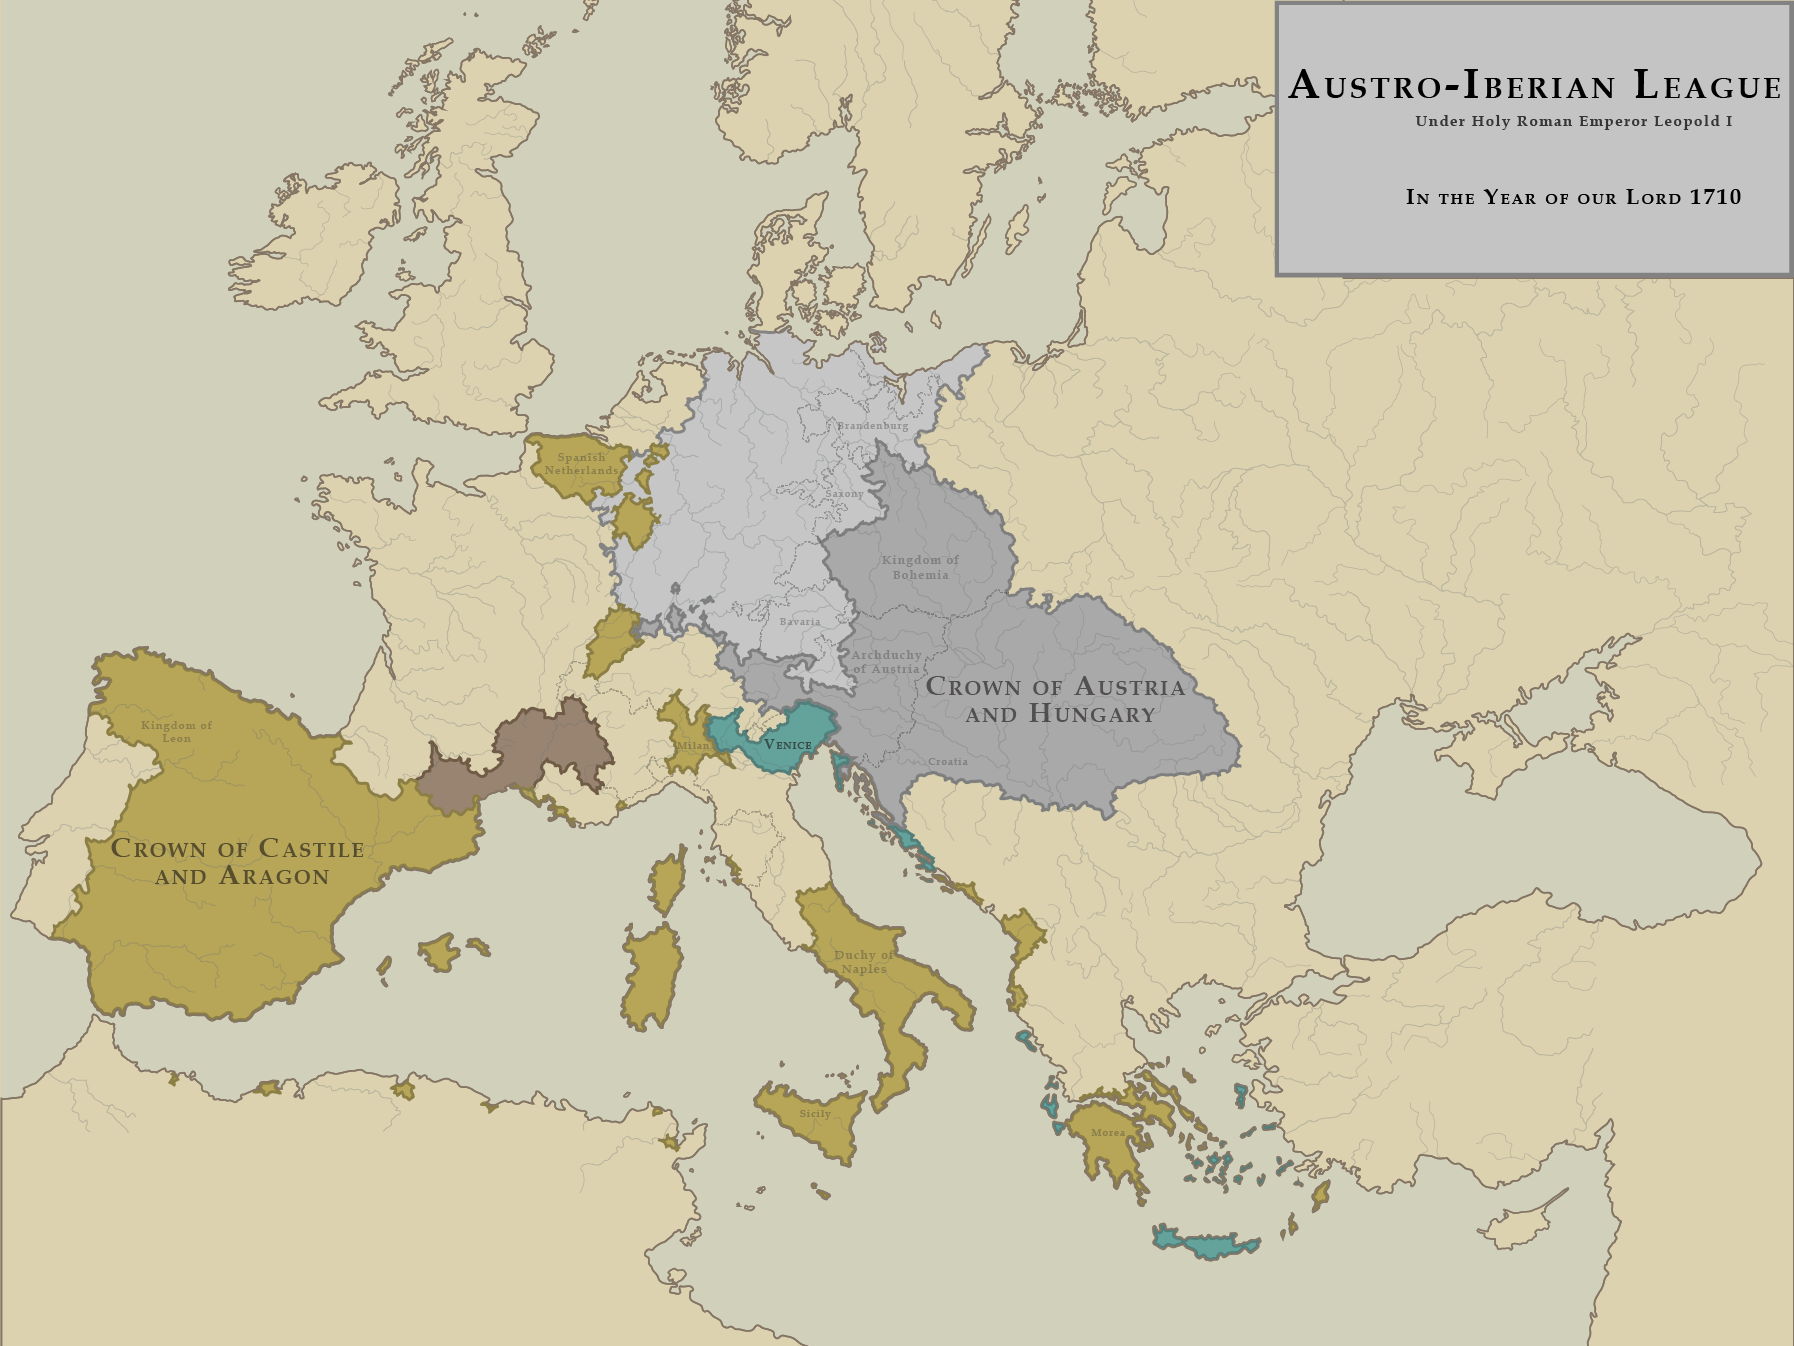 Austro-Iberian League
Under Holy Roman Emperor Leopold I
In the Year of our Lord 1710
Brandenburg
Spanish
Netherlands
Saxony
Kingdom of
Bohemia
Bavaria
Archduchy
of Austria
Crown of Austria
and Hungary
Kingdom of
Leon
Milan
Venice
Croatia
Crown of Castile
and Aragon
Duchy of
Naples
Sicily
Morea